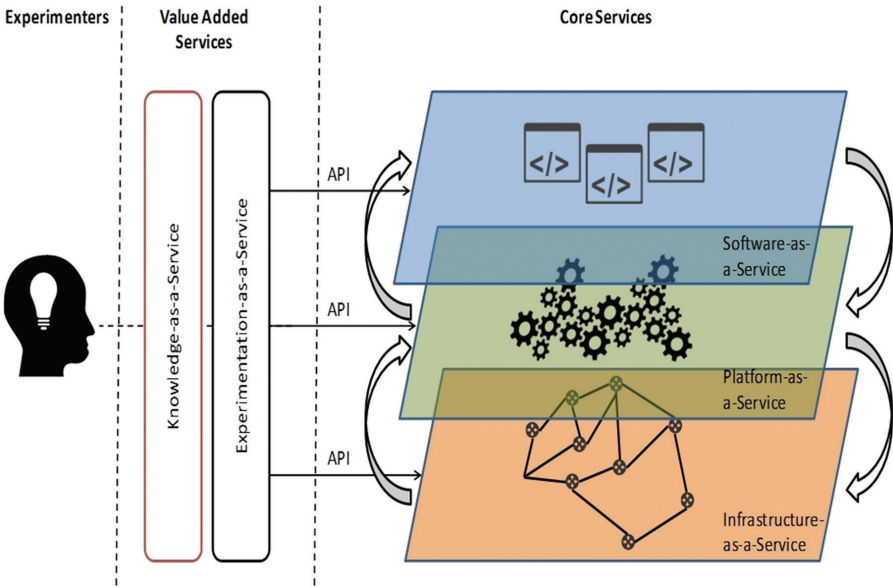 Experimenters
Value Added
Services
Core Services
Knowledge-as-a-Service
Experimentation-as-a-Service
API
API
API
</>
</>
</>
Software-as-
a-Service
Platform-as-
a-Service
Infrastructure-
as-a-Service